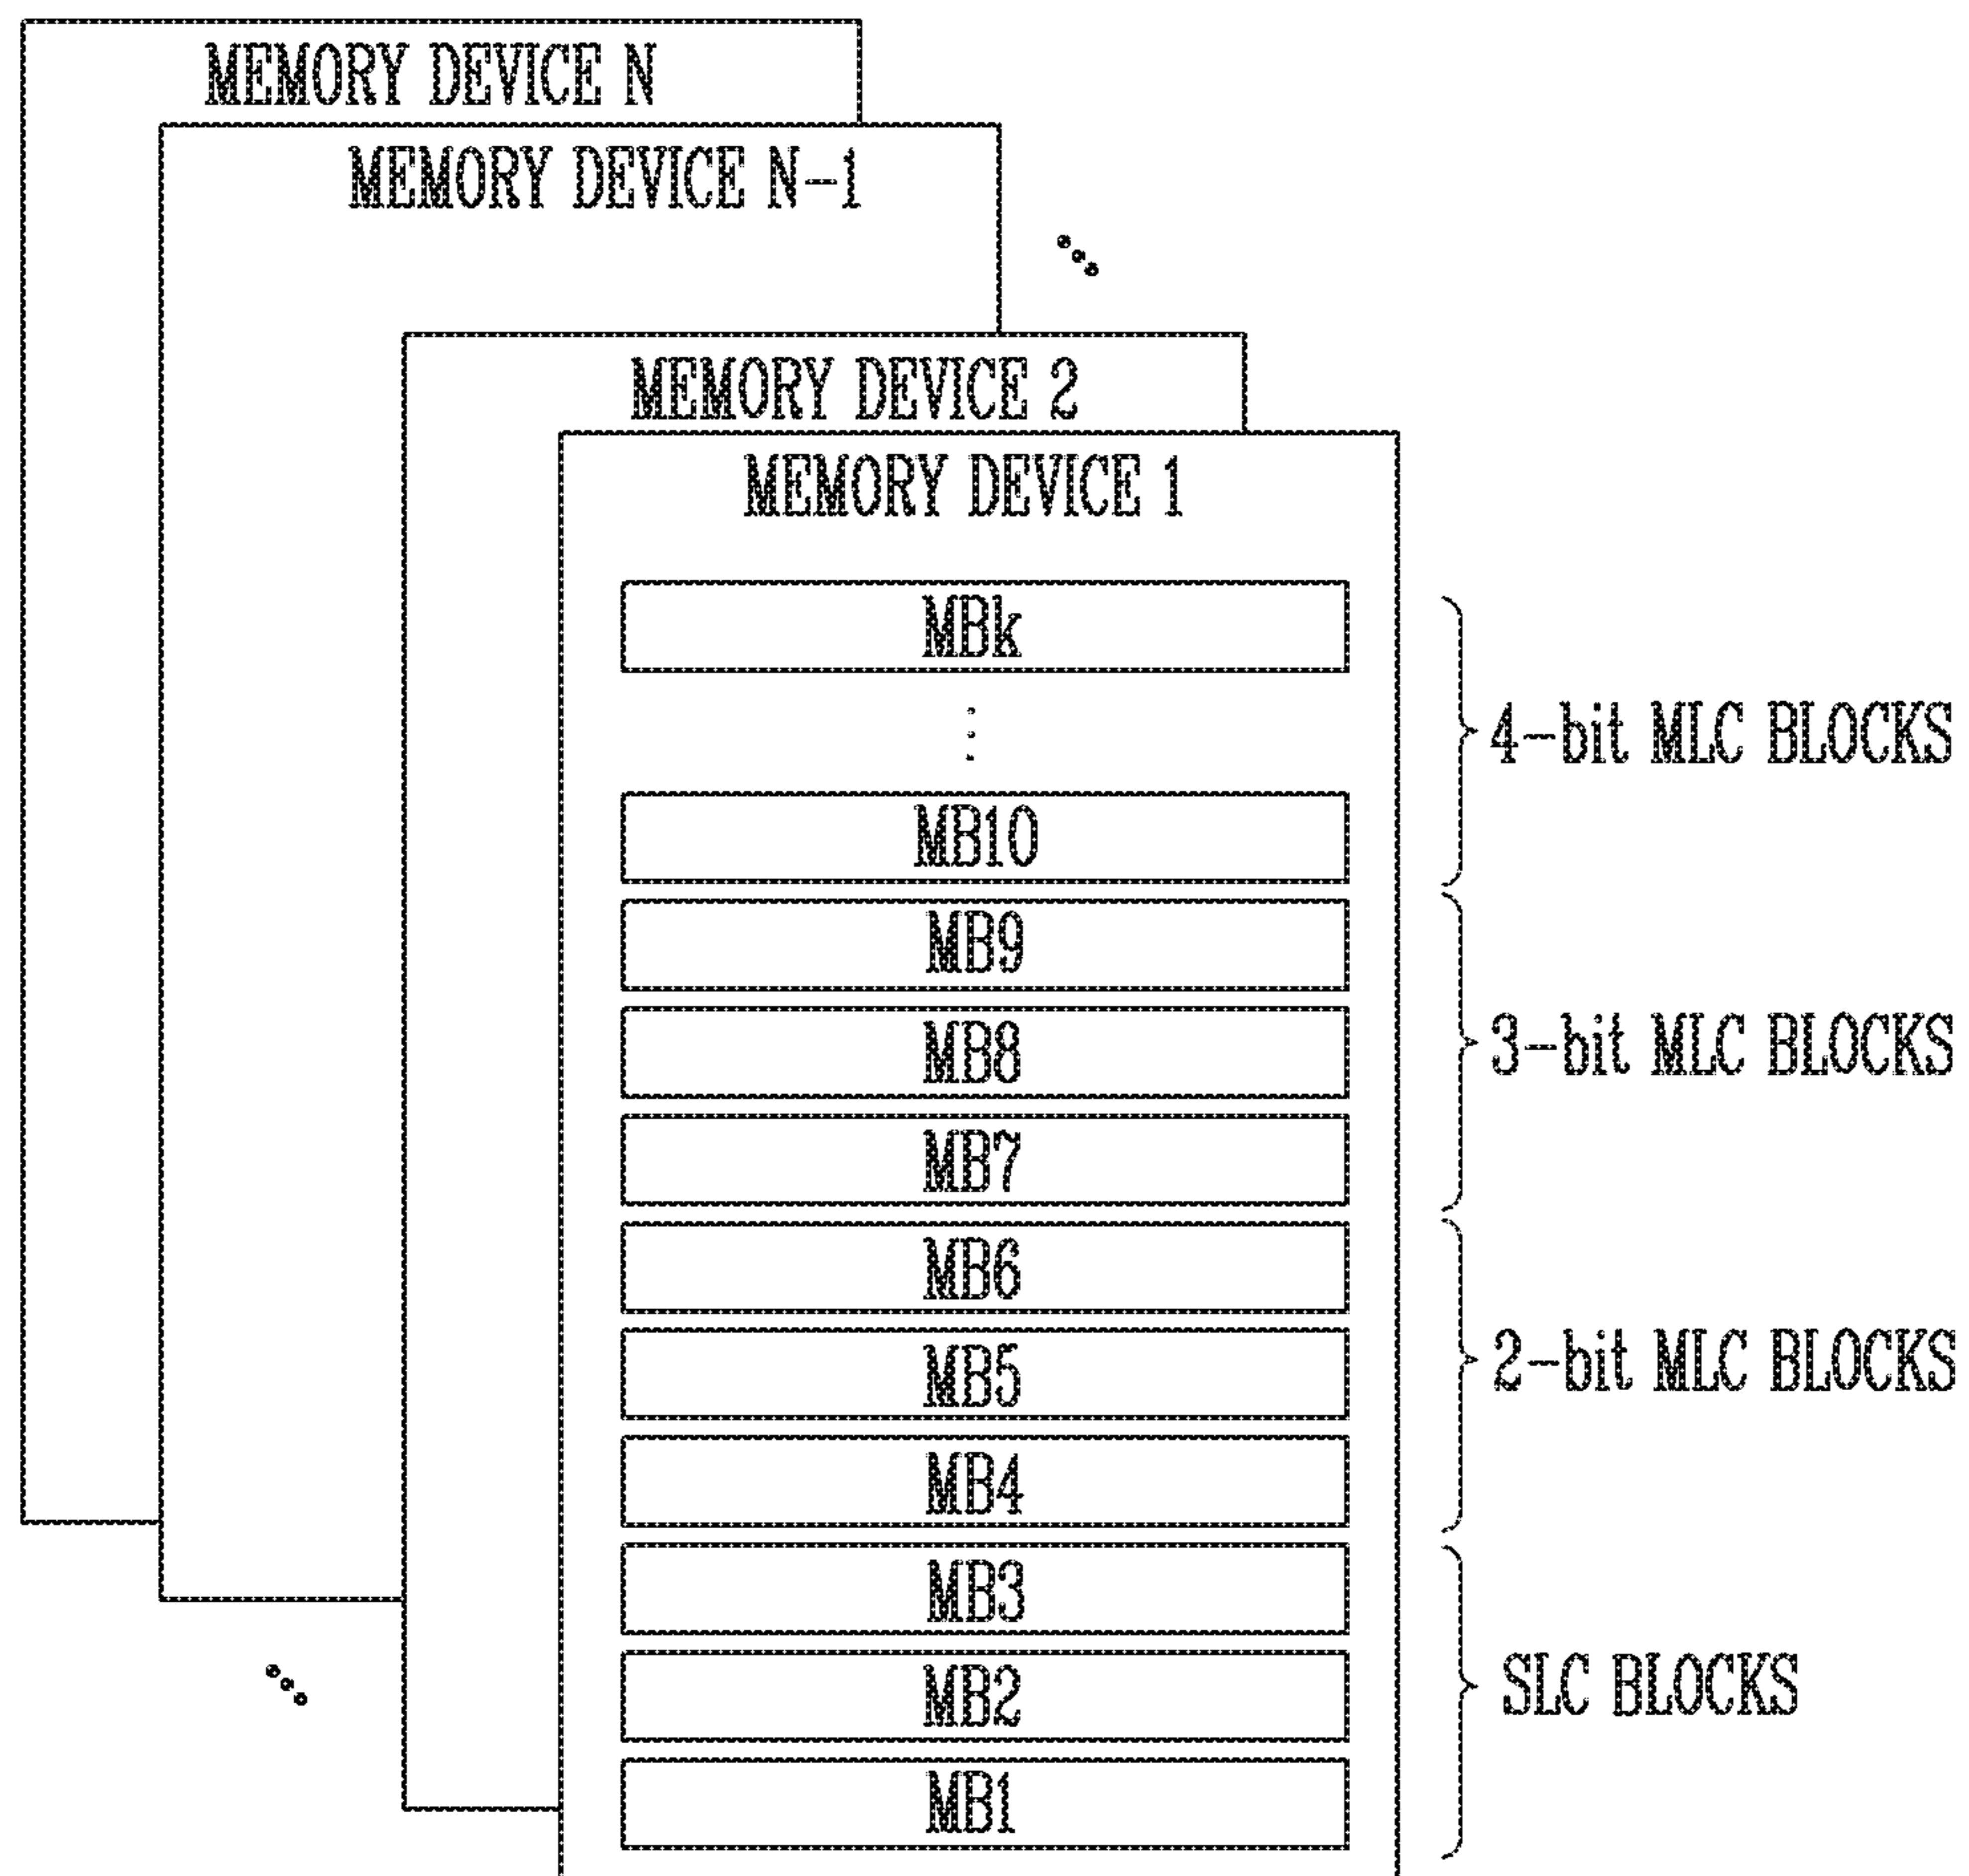 MEMORY DEVICE N
MEMORY DEVICE N-1
MEMORY DEVICE 2
MEMORY DEVICE 1
MBk
4-bit MLC BLOCKS
MB10
MB9
MB8
3-bit MLC BLOCKS
MB7
MB6
MB5
2-bit MLC BLOCKS
MB4
MB3
MB2
SLC BLOCKS
MB1